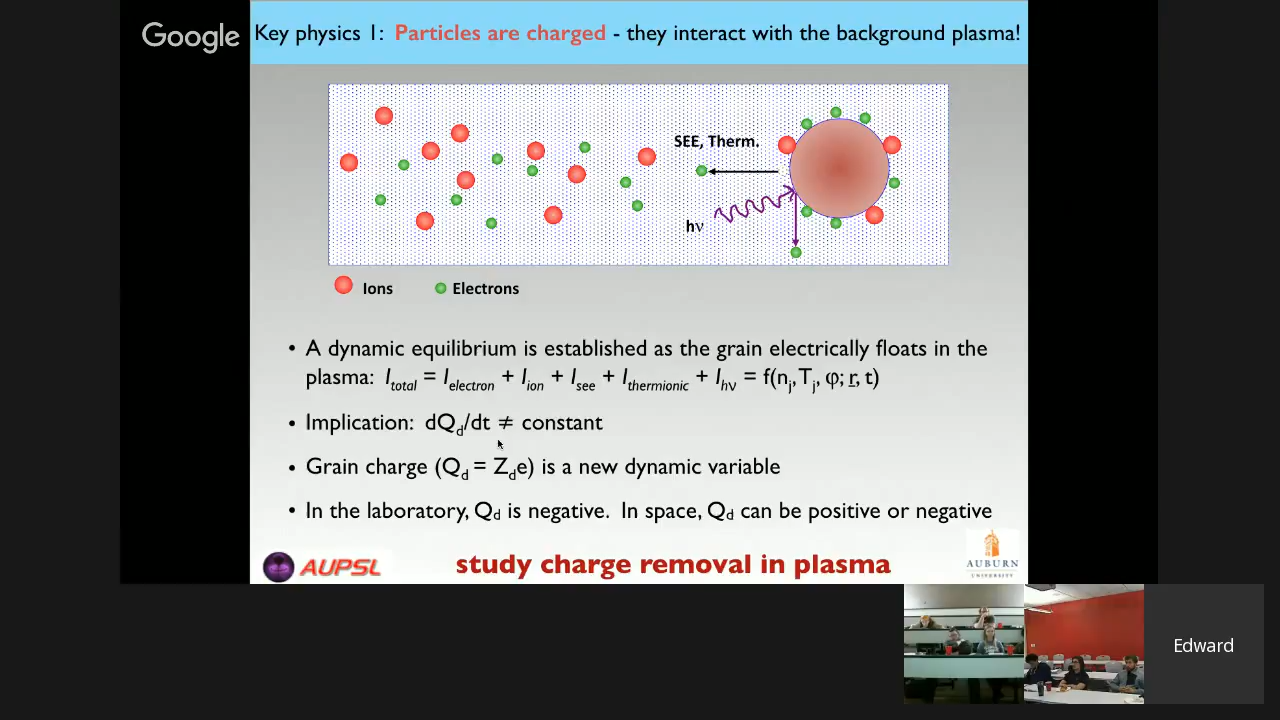 Google
Key physics 1: Particles are charged - they interact with the background plasma!
SEE, Therm.
hν
Ions
Electrons
• A dynamic equilibrium is established as the grain electrically floats in the
plasma: I_total = I_electron + I_ion + I_see + I_thermionic + I_hν = f(n_j, T_j, φ; r, t)
• Implication: dQ_d/dt ≠ constant
• Grain charge (Q_d = Z_d e) is a new dynamic variable
• In the laboratory, Q_d is negative. In space, Q_d can be positive or negative
AUPSL
study charge removal in plasma
AUBURN
UNIVERSITY
Edward